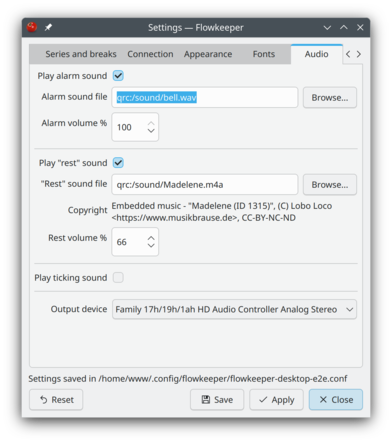 Settings — Flowkeeper
Series and breaks Connection Appearance Fonts Audio
Play alarm sound
Alarm sound file qrc:/sound/bell.wav Browse...
Alarm volume % 100
Play "rest" sound
"Rest" sound file qrc:/sound/Madelene.m4a Browse...
Copyright Embedded music - "Madelene (ID 1315)", (C) Lobo Loco
<https://www.musikbrause.de>, CC-BY-NC-ND
Rest volume % 66
Play ticking sound
Output device Family 17h/19h/1ah HD Audio Controller Analog Stereo
Settings saved in /home/www/.config/flowkeeper/flowkeeper-desktop-e2e.conf
Reset Save Apply Close